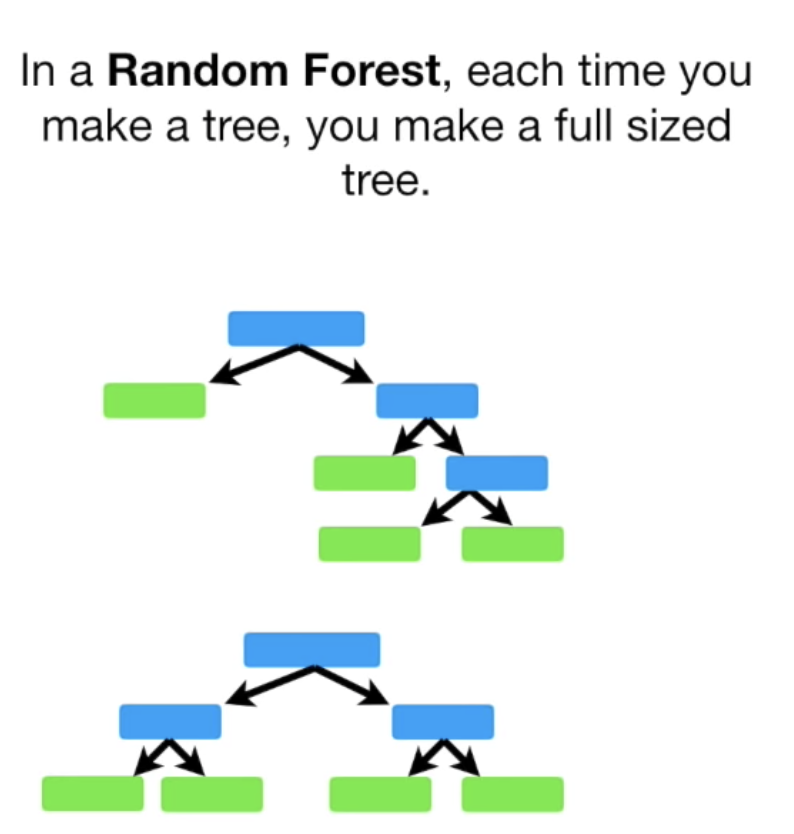 In a Random Forest, each time you
make a tree, you make a full sized
tree.